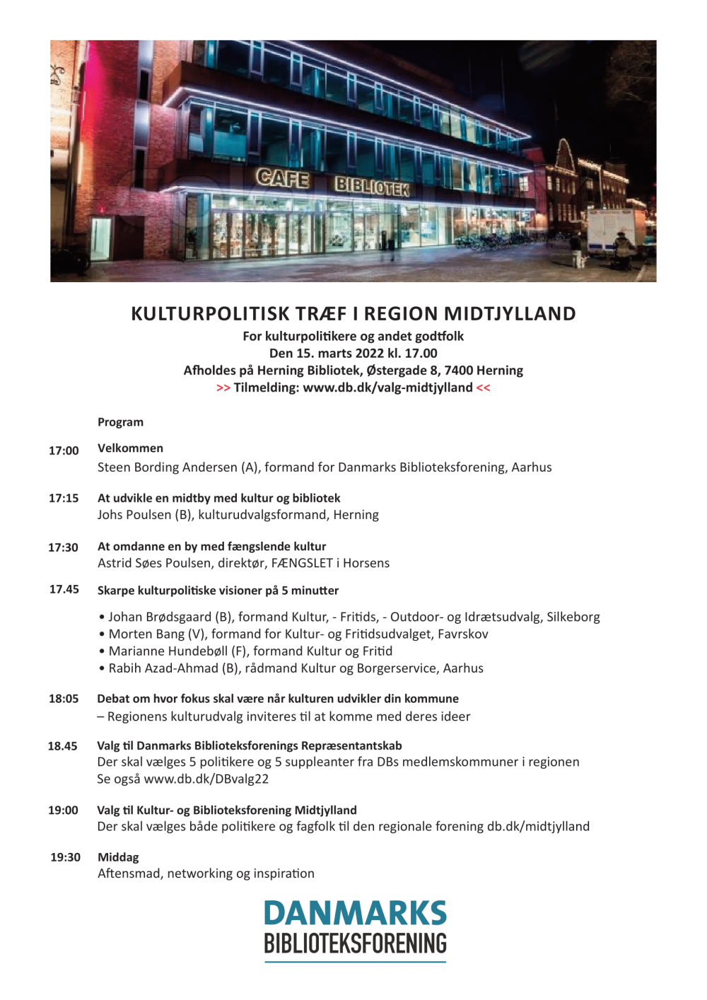 CAFE BIBLIOTEK
KULTURPOLITISK TRÆF I REGION MIDTJYLLAND
For kulturpolitikere og andet godtfolk
Den 15. marts 2022 kl. 17.00
Afholdes på Herning Bibliotek, Østergade 8, 7400 Herning
>> Tilmelding: www.db.dk/valg-midtjylland <<
Program
17:00 Velkommen
Steen Bording Andersen (A), formand for Danmarks Biblioteksforening, Aarhus
17:15 At udvikle en midtby med kultur og bibliotek
Johs Poulsen (B), kulturudvalgsformand, Herning
17:30 At omdanne en by med fængslende kultur
Astrid Søes Poulsen, direktør, FÆNGSLET i Horsens
17.45 Skarpe kulturpolitiske visioner på 5 minutter
• Johan Brødsgaard (B), formand Kultur, - Fritids, - Outdoor- og Idrætsudvalg, Silkeborg
• Morten Bang (V), formand for Kultur- og Fritidsudvalget, Favrskov
• Marianne Hundebøll (F), formand Kultur og Fritid
• Rabih Azad-Ahmad (B), rådmand Kultur og Borgerservice, Aarhus
18:05 Debat om hvor fokus skal være når kulturen udvikler din kommune
– Regionens kulturudvalg inviteres til at komme med deres ideer
18.45 Valg til Danmarks Biblioteksforenings Repræsentantskab
Der skal vælges 5 politikere og 5 suppleanter fra DBs medlemskommuner i regionen
Se også www.db.dk/DBvalg22
19:00 Valg til Kultur- og Biblioteksforening Midtjylland
Der skal vælges både politikere og fagfolk til den regionale forening db.dk/midtjylland
19:30 Middag
Aftensmad, networking og inspiration
DANMARKS
BIBLIOTEKSFORENING